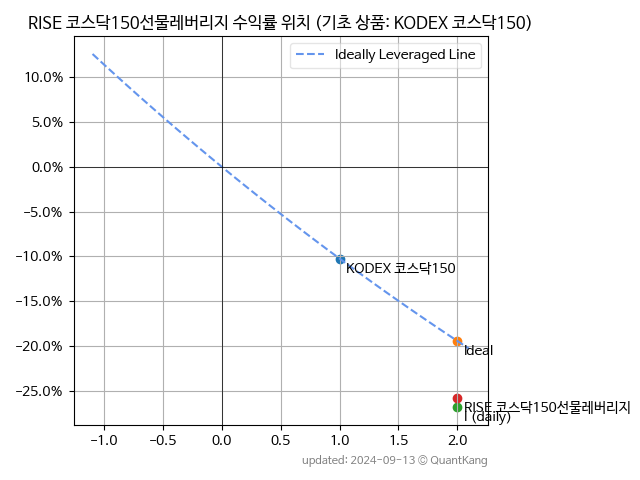 RISE 코스닥150선물레버리지 수익률 위치 (기초 상품: KODEX 코스닥150)
Ideally Leveraged Line
10.0%
5.0%
0.0%
−5.0%
−10.0%
KODEX 코스닥150
−15.0%
−20.0%
Ideal
−25.0%
RISE 코스닥150선물레버리지
I (daily)
−1.0 −0.5 0.0 0.5 1.0 1.5 2.0
updated: 2024-09-13 © QuantKang